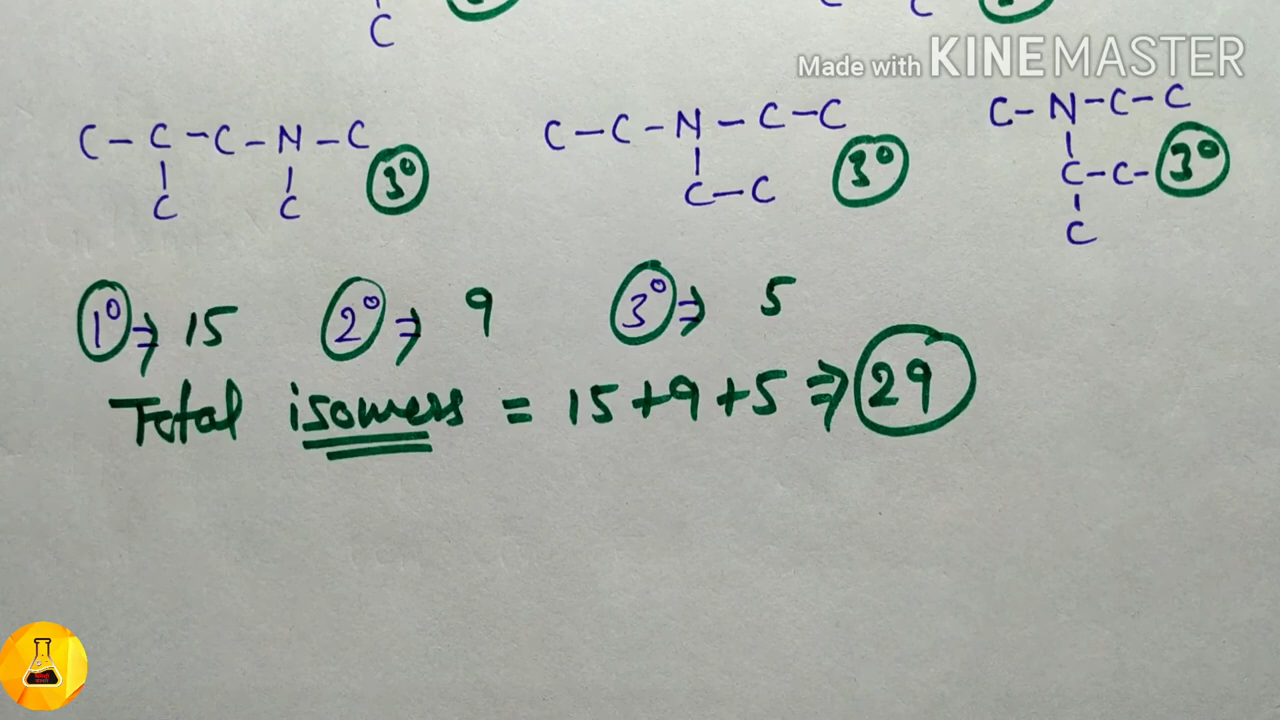 C
C
Made with KINEMASTER
C-C-C-N-C
C C
3°
C-C-N-C-C
C-C
3°
C-N-C-C
C-C-
C
3°
1° ⇒ 15 2° ⇒ 9 3° ⇒ 5
Total isomers = 15+9+5 ⇒ 29